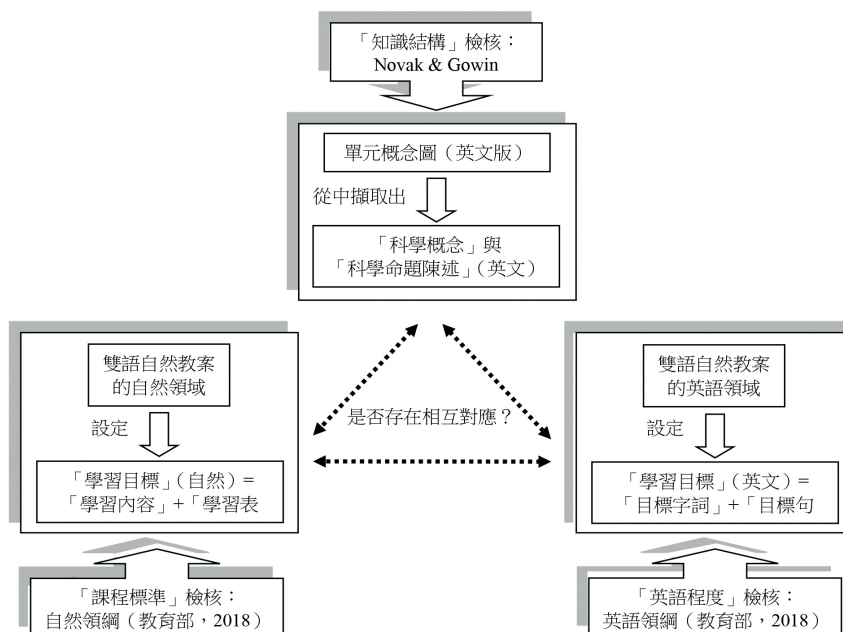 「知識結構」檢核：
Novak & Gowin
單元概念圖（英文版）
從中擷取出
「科學概念」與
「科學命題陳述」（英文）
雙語自然教案
的自然領域
設定
「學習目標」（自然）＝
「學習內容」+「學習表
「課程標準」檢核：
自然領綱（教育部，2018）
是否存在相互對應？
雙語自然教案
的英語領域
設定
「學習目標」（英文）＝
「目標字詞」+「目標句
「英語程度」檢核：
英語領綱（教育部，2018）